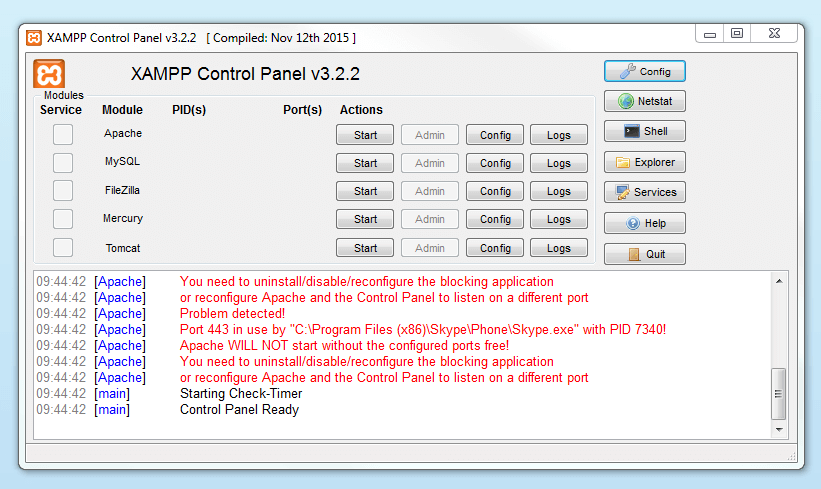 XAMPP Control Panel v3.2.2 [ Compiled: Nov 12th 2015 ]
XAMPP Control Panel v3.2.2
Config
Modules
Service Module PID(s) Port(s) Actions
Netstat
Apache Start Admin Config Logs
Shell
MySQL Start Admin Config Logs
Explorer
FileZilla Start Admin Config Logs
Services
Mercury Start Admin Config Logs
Help
Tomcat Start Admin Config Logs
Quit
09:44:42 [Apache] You need to uninstall/disable/reconfigure the blocking application
09:44:42 [Apache] or reconfigure Apache and the Control Panel to listen on a different port
09:44:42 [Apache] Problem detected!
09:44:42 [Apache] Port 443 in use by "C:\Program Files (x86)\Skype\Phone\Skype.exe" with PID 7340!
09:44:42 [Apache] Apache WILL NOT start without the configured ports free!
09:44:42 [Apache] You need to uninstall/disable/reconfigure the blocking application
09:44:42 [Apache] or reconfigure Apache and the Control Panel to listen on a different port
09:44:42 [main] Starting Check-Timer
09:44:42 [main] Control Panel Ready